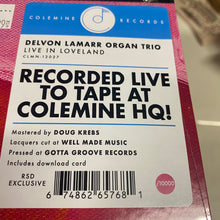 COLEMINE RECORDS
DELVON LAMARR ORGAN TRIO
LIVE IN LOVELAND
CLMN-12027
RECORDED LIVE
TO TAPE AT
COLEMINE HQ!
Mastered by DOUG KREBS
Lacquers cut at WELL MADE MUSIC
Pressed at GOTTA GROOVE RECORDS
Includes download card
RSD
EXCLUSIVE
6 74862 65768 1